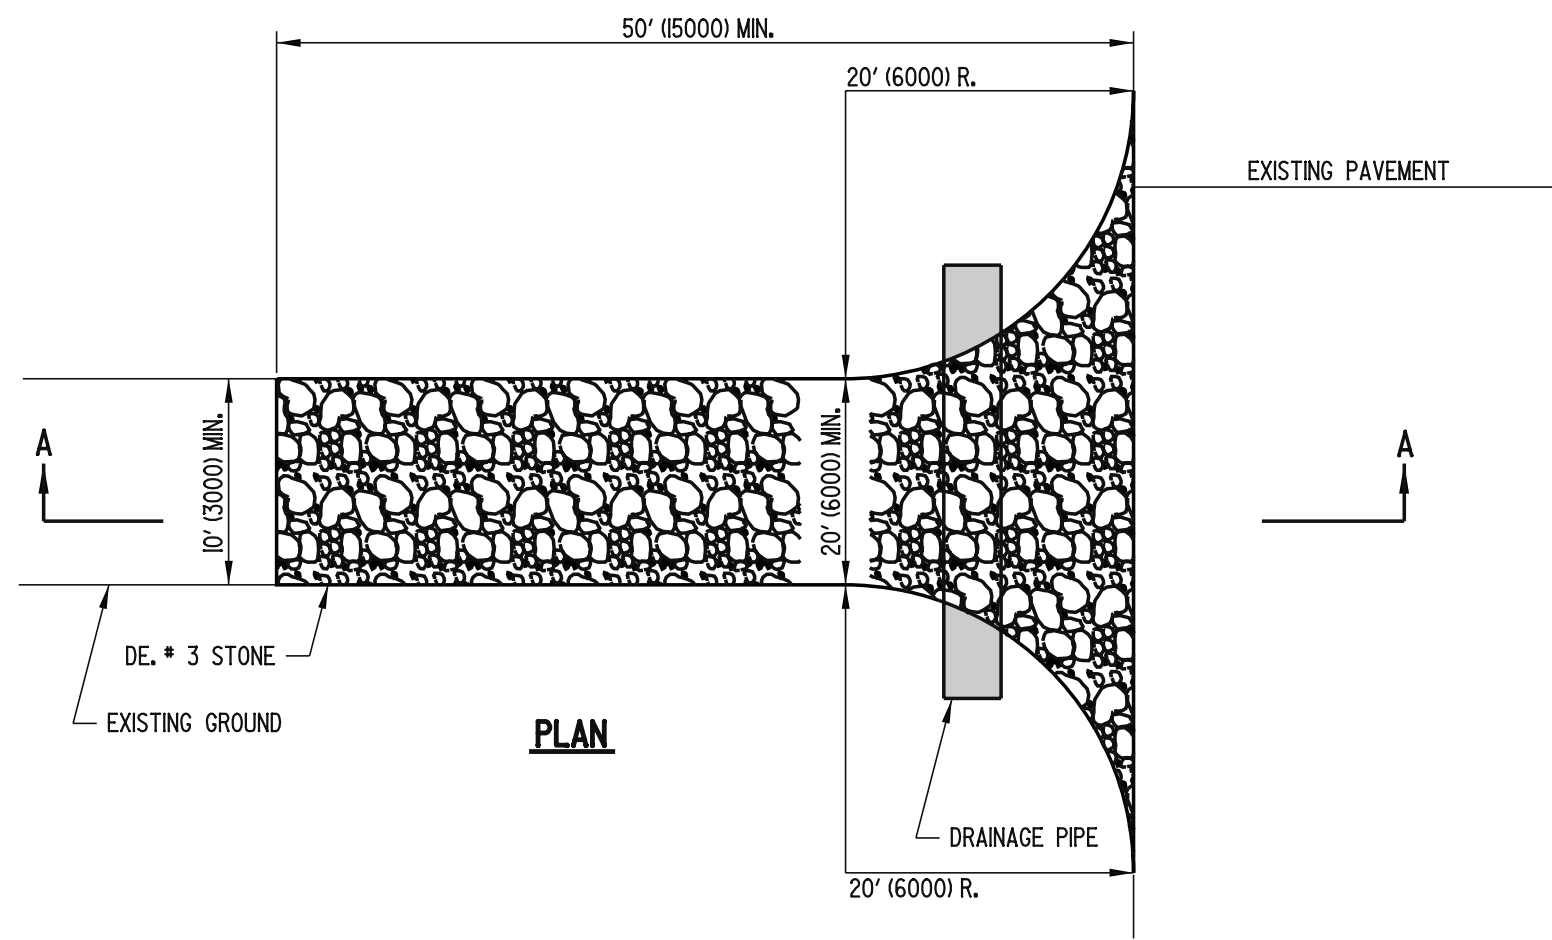 50' (15000) MIN.
20' (6000) R.
EXISTING PAVEMENT
A
10' (3000) MIN.
20' (6000) MIN.
A
DE. # 3 STONE
EXISTING GROUND
PLAN
DRAINAGE PIPE
20' (6000) R.